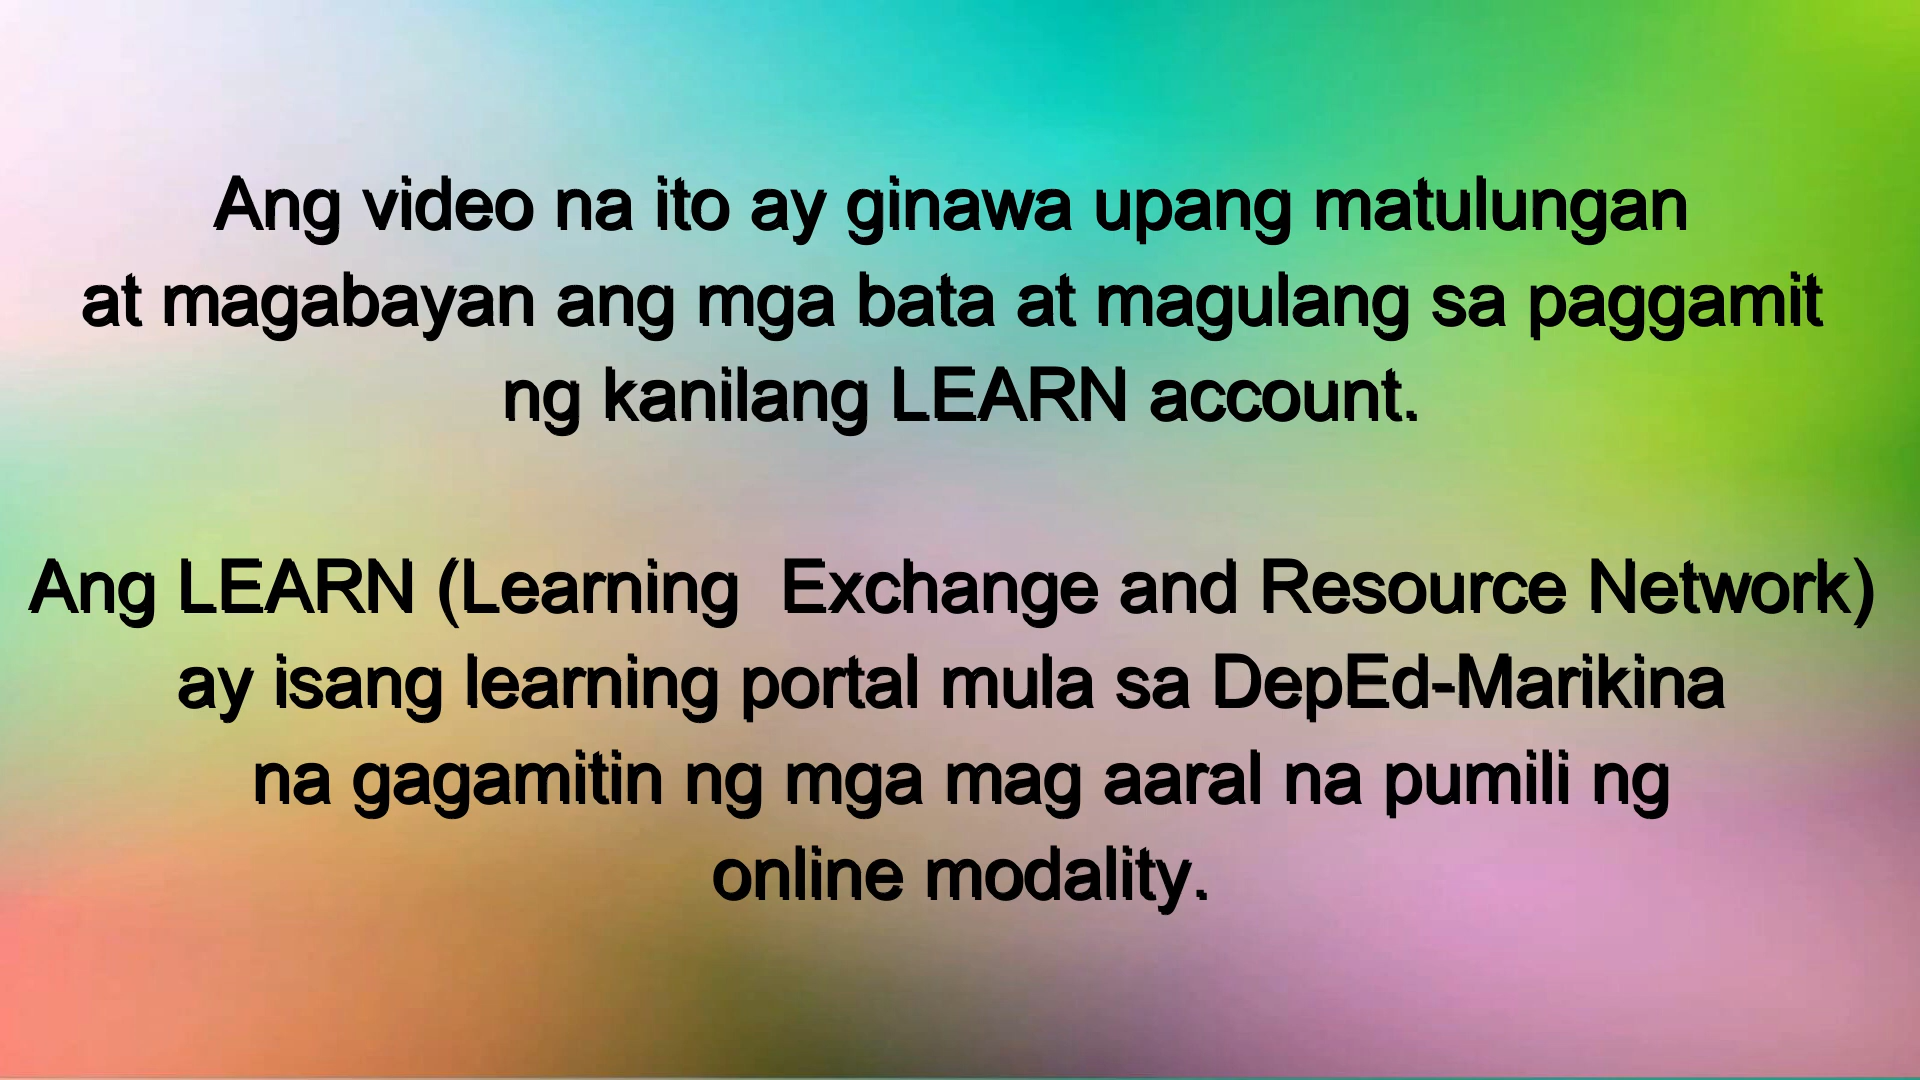 Ang video na ito ay ginawa upang matulungan
at magabayan ang mga bata at magulang sa paggamit
ng kanilang LEARN account.
Ang LEARN (Learning  Exchange and Resource Network)
ay isang learning portal mula sa DepEd-Marikina
na gagamitin ng mga mag aaral na pumili ng
online modality.